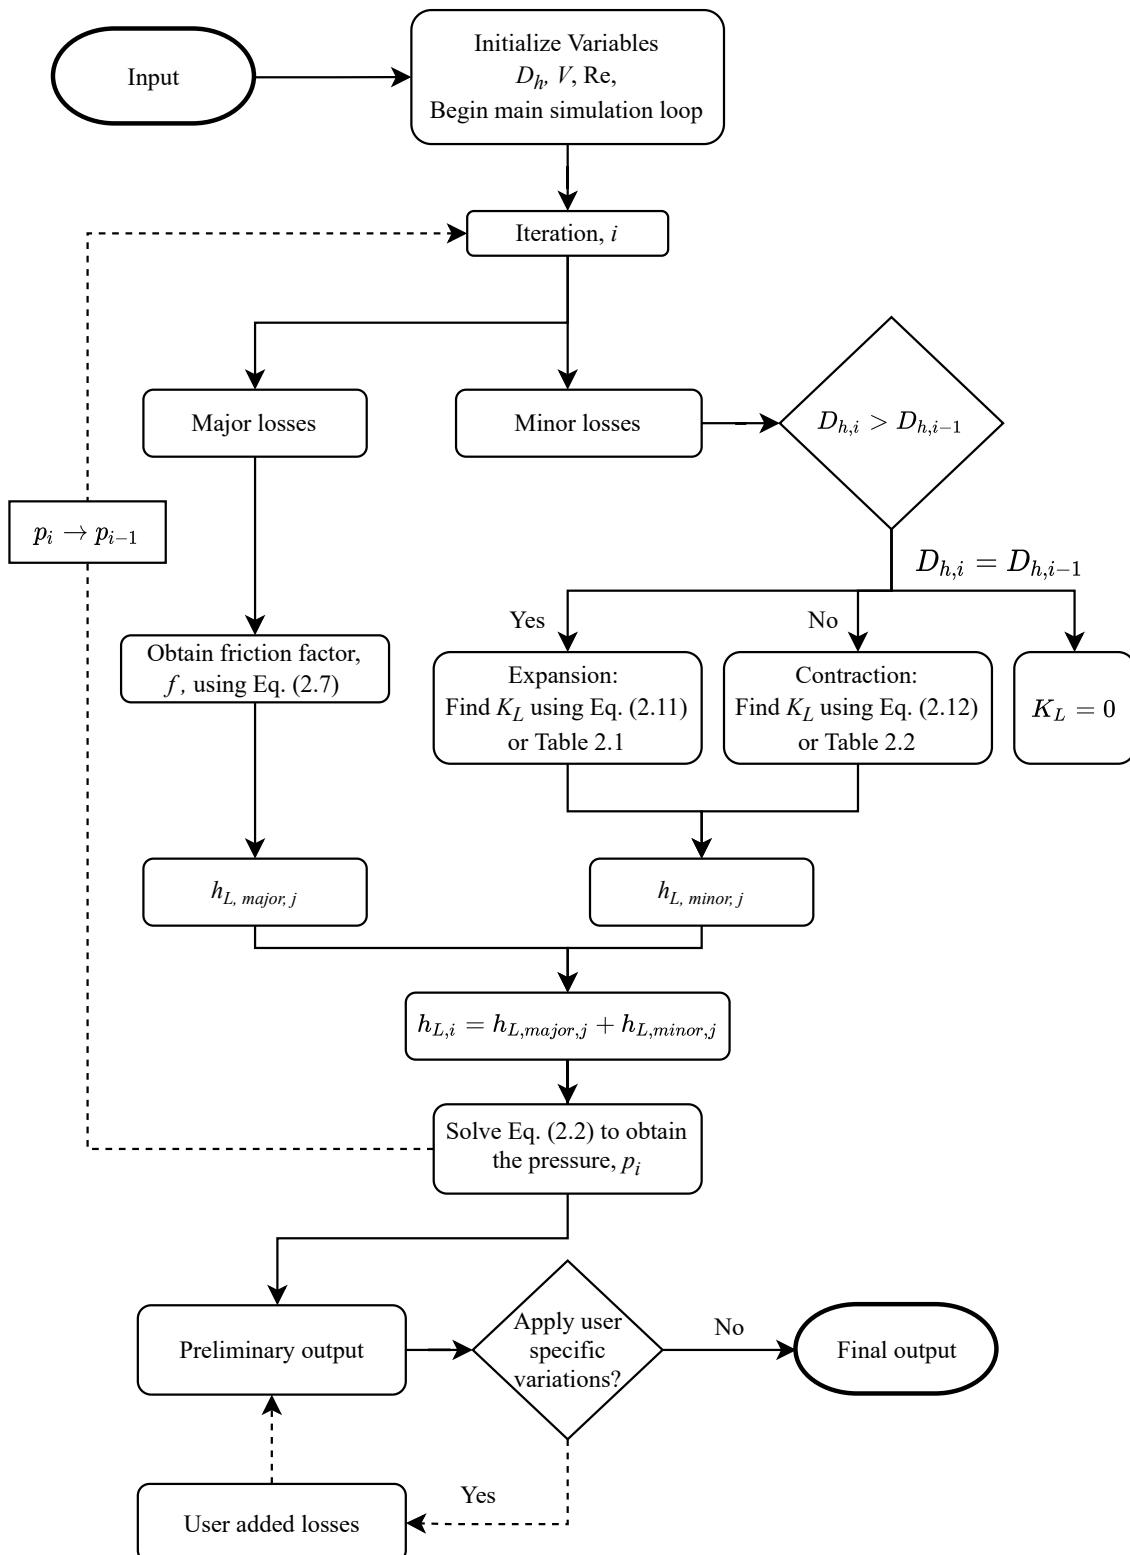 Input
Initialize Variables
D_h, V, Re,
Begin main simulation loop
Iteration, i
Major losses
Minor losses
D_{h,i} > D_{h,i−1}
p_i → p_{i−1}
D_{h,i} = D_{h,i−1}
Yes
No
Obtain friction factor,
f, using Eq. (2.7)
Expansion:
Find K_L using Eq. (2.11)
or Table 2.1
Contraction:
Find K_L using Eq. (2.12)
or Table 2.2
K_L = 0
h_{L, major, j}
h_{L, minor, j}
h_{L,i} = h_{L,major,j} + h_{L,minor,j}
Solve Eq. (2.2) to obtain
the pressure, p_i
Preliminary output
Apply user
specific
variations?
No
Final output
Yes
User added losses